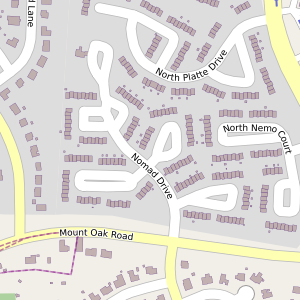 d Lane
North Platte Drive
North Nemo Court
Nomad Drive
Mount Oak Road